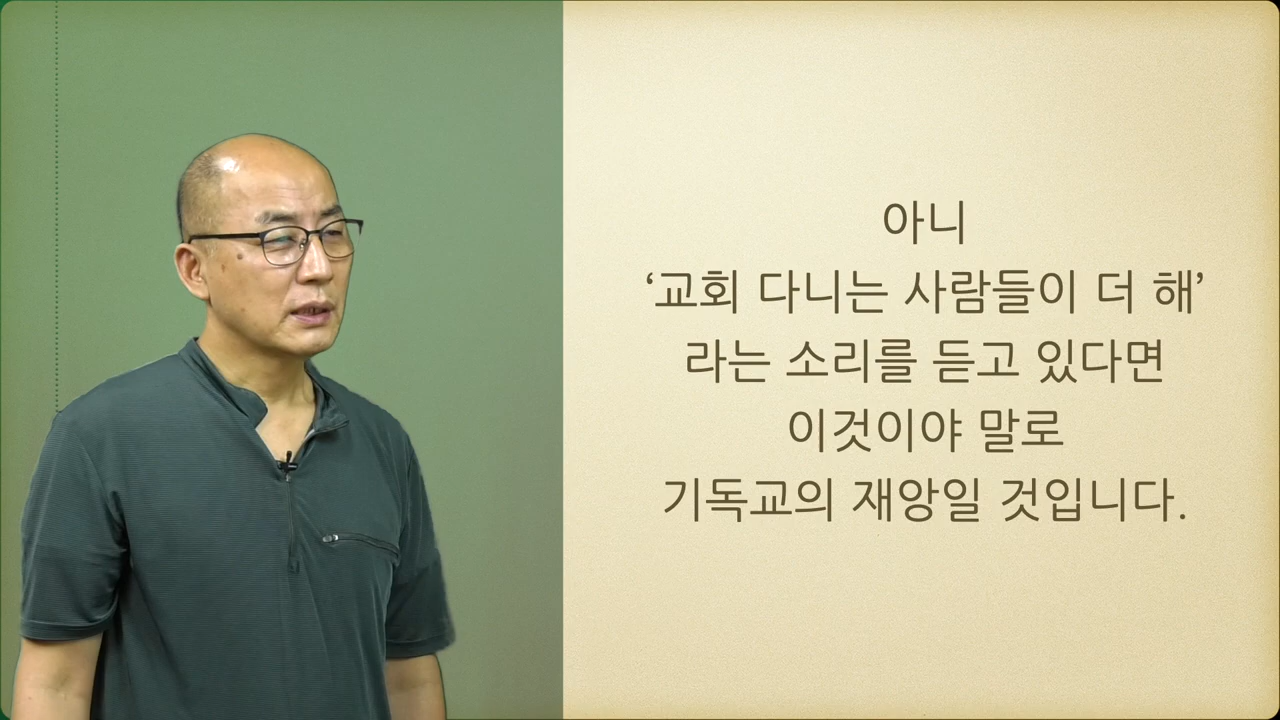 아니
‘교회 다니는 사람들이 더 해’
라는 소리를 듣고 있다면
이것이야 말로
기독교의 재앙일 것입니다.